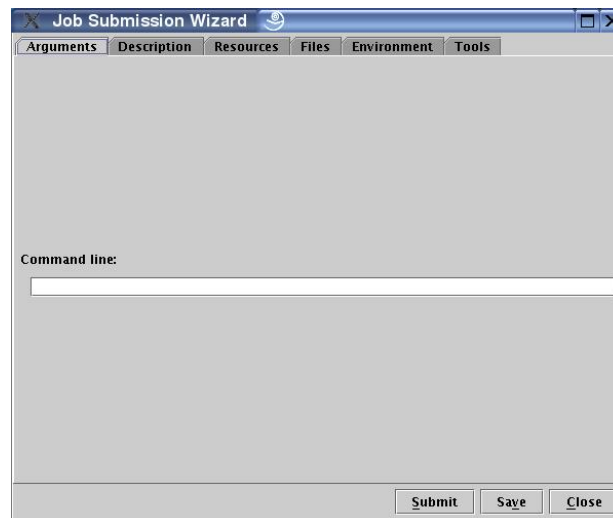 Job Submission Wizard
Arguments Description Resources Files Environment Tools
Command line:
Submit Save Close